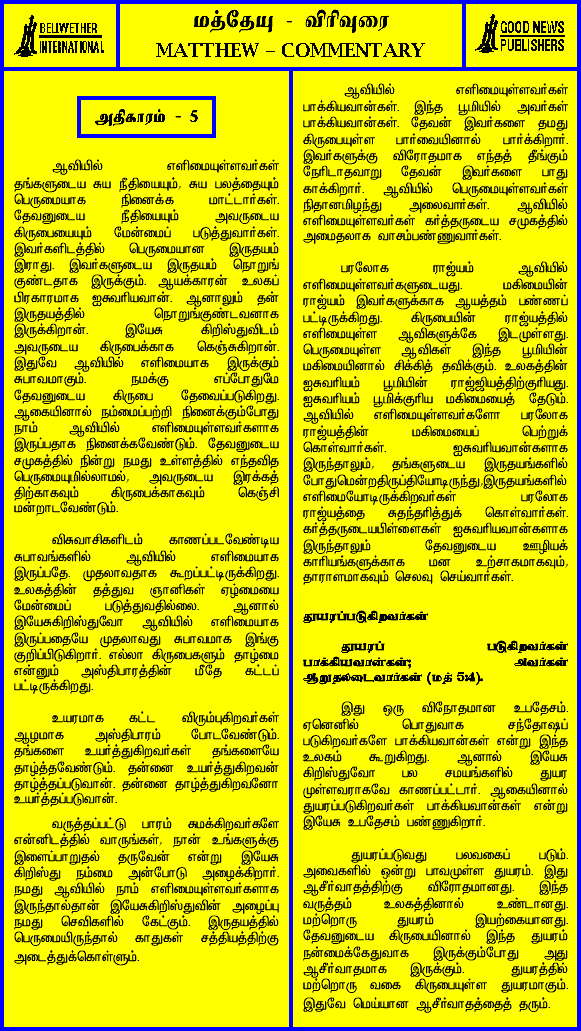 BELWETHER
INTERNATIONAL
மத்தேயு - விரிவுரை
MATTHEW – COMMENTARY
GOOD NEWS
PUBLISHERS
அதிகாரம் - 5
ஆவியில் எளிமையுள்ளவர்கள்
தங்களுடைய சுய நீதியையும், சுய பலத்தையும்
பெருமையாக நினைக்க மாட்டார்கள்.
தேவனுடைய நீதியையும் அவருடைய
கிருபையையும் மேன்மைப் படுத்துவார்கள்.
இவர்களிடத்தில் பெருமையான இருதயம்
இராது. இவர்களுடைய இருதயம் நொறுங்
குண்டதாக இருக்கும். ஆயக்காரன் உலகப்
பிரகாரமாக ஐசுவரியவான். ஆனாலும் தன்
இருதயத்தில் நொறுங்குண்டவனாக
இருக்கிறான். இயேசு கிறிஸ்துவிடம்
அவருடைய கிருபைக்காக கெஞ்சுகிறான்.
இதுவே ஆவியில் எளிமையாக இருக்கும்
சுபாவமாகும். நமக்கு எப்போதுமே
தேவனுடைய கிருபை தேவைப்படுகிறது.
ஆகையினால் நம்மைப்பற்றி நினைக்கும்போது
நாம் ஆவியில் எளிமையுள்ளவர்களாக
இருப்பதாக நினைக்கவேண்டும். தேவனுடைய
சமுகத்தில் நின்று நமது உள்ளத்தில் எந்தவித
பெருமையுமில்லாமல், அவருடைய இரக்கத்
திற்காகவும் கிருபைக்காகவும் கெஞ்சி
மன்றாடவேண்டும்.
விசுவாசிகளிடம் காணப்படவேண்டிய
சுபாவங்களில் ஆவியில் எளிமையாக
இருப்பதே. முதலாவதாக கூறப்பட்டிருக்கிறது.
உலகத்தின் தத்துவ ஞானிகள் ஏழ்மையை
மேன்மைப் படுத்துவதில்லை. ஆனால்
இயேசுகிறிஸ்துவோ ஆவியில் எளிமையாக
இருப்பதையே முதலாவது சுபாவமாக இங்கு
குறிப்பிடுகிறார். எல்லா கிருபைகளும் தாழ்மை
என்னும் அஸ்திபாரத்தின் மீதே கட்டப்
பட்டிருக்கிறது.
உயரமாக கட்ட விரும்புகிறவர்கள்
ஆழமாக அஸ்திபாரம் போடவேண்டும்.
தங்களை உயர்த்துகிறவர்கள் தங்களையே
தாழ்த்தவேண்டும். தன்னை உயர்த்துகிறவன்
தாழ்த்தப்படுவான். தன்னை தாழ்த்துகிறவனோ
உயர்த்தப்படுவான்.
வருத்தப்பட்டு பாரம் சுமக்கிறவர்களே
என்னிடத்தில் வாருங்கள், நான் உங்களுக்கு
இளைப்பாறுதல் தருவேன் என்று இயேசு
கிறிஸ்து நம்மை அன்போடு அழைக்கிறார்.
நமது ஆவியில் நாம் எளிமையுள்ளவர்களாக
இருந்தால்தான் இயேசுகிறிஸ்துவின் அழைப்பு
நமது செவிகளில் கேட்கும். இருதயத்தில்
பெருமையிருந்தால் காதுகள் சத்தியத்திற்கு
அடைத்துக்கொள்ளும்.
ஆவியில் எளிமையுள்ளவர்கள்
பாக்கியவான்கள். இந்த பூமியில் அவர்கள்
பாக்கியவான்கள். தேவன் இவர்களை தமது
கிருபையுள்ள பார்வையினால் பார்க்கிறார்.
இவர்களுக்கு விரோதமாக எந்தத் தீங்கும்
நேரிடாதவாறு தேவன் இவர்களை பாது
காக்கிறார். ஆவியில் பெருமையுள்ளவர்கள்
நிதானமிழந்து அலைவார்கள். ஆவியில்
எளிமையுள்ளவர்கள் கர்த்தருடைய சமுகத்தில்
அமைதலாக வாசம்பண்ணுவார்கள்.
பரலோக ராஜ்யம் ஆவியில்
எளிமையுள்ளவர்களுடையது. மகிமையின்
ராஜ்யம் இவர்களுக்காக ஆயத்தம் பண்ணப்
பட்டிருக்கிறது. கிருபையின் ராஜ்யத்தில்
எளிமையுள்ள ஆவிகளுக்கே இடமுள்ளது.
பெருமையுள்ள ஆவிகள் இந்த பூமியின்
மகிமையினால் சிக்கித் தவிக்கும். உலகத்தின்
ஐசுவரியம் பூமியின் ராஜ்ஜியத்திற்குரியது.
ஐசுவரியம் பூமிக்குரிய மகிமையைத் தேடும்.
ஆவியில் எளிமையுள்ளவர்களோ பரலோக
ராஜ்யத்தின் மகிமையைப் பெற்றுக்
கொள்வார்கள். ஐசுவரியவான்களாக
இருந்தாலும், தங்களுடைய இருதயங்களில்
போதுமென்றதிருப்தியோடிருந்து.இருதயங்களில்
எளிமையோடிருக்கிறவர்கள் பரலோக
ராஜ்யத்தை சுதந்தரித்துக் கொள்வார்கள்.
கர்த்தருடையபிள்ளைகள் ஐசுவரியவான்களாக
இருந்தாலும் தேவனுடைய ஊழியக்
காரியங்களுக்காக மன உற்சாகமாகவும்,
தாராளமாகவும் செலவு செய்வார்கள்.
துயரப்படுகிறவர்கள்
துயரப் படுகிறவர்கள்
பாக்கியவான்கள்; அவர்கள்
ஆறுதலடைவார்கள் (மத் 5:4).
இது ஒரு விநோதமான உபதேசம்.
ஏனெனில் பொதுவாக சந்தோஷப்
படுகிறவர்களே பாக்கியவான்கள் என்று இந்த
உலகம் கூறுகிறது. ஆனால் இயேசு
கிறிஸ்துவோ பல சமயங்களில் துயர
முள்ளவராகவே காணப்பட்டார். ஆகையினால்
துயரப்படுகிறவர்கள் பாக்கியவான்கள் என்று
இயேசு உபதேசம் பண்ணுகிறார்.
துயரப்படுவது பலவகைப் படும்.
அவைகளில் ஒன்று பாவமுள்ள துயரம். இது
ஆசீர்வாதத்திற்கு விரோதமானது. இந்த
வருத்தம் உலகத்தினால் உண்டானது.
மற்றொரு துயரம் இயற்கையானது.
தேவனுடைய கிருபையினால் இந்த துயரம்
நன்மைக்கேதுவாக இருக்கும்போது அது
ஆசீர்வாதமாக இருக்கும். துயரத்தில்
மற்றொரு வகை கிருபையுள்ள துயரமாகும்.
இதுவே மெய்யான ஆசீர்வாதத்தைத் தரும்.